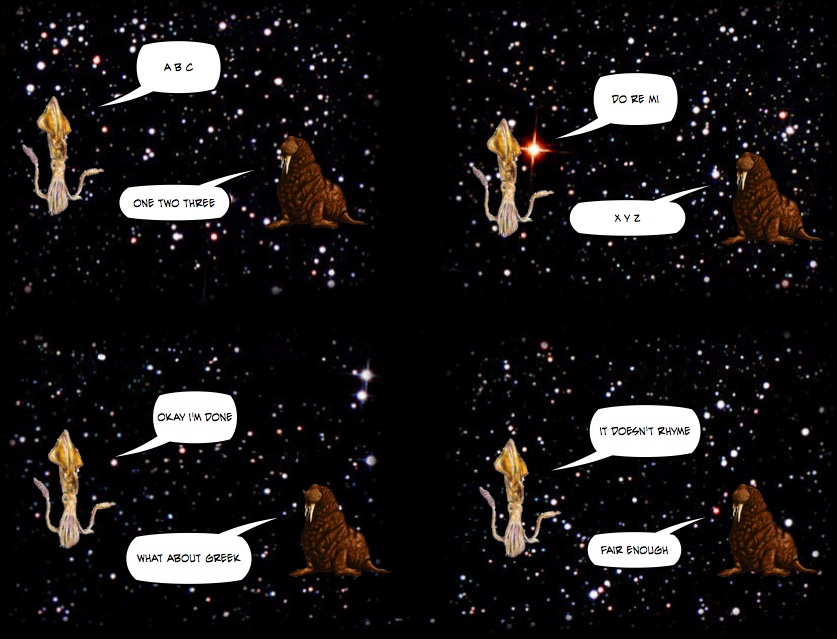 A B C
ONE TWO THREE
DO RE MI
X Y Z
OKAY I'M DONE
WHAT ABOUT GREEK
IT DOESN'T RHYME
FAIR ENOUGH